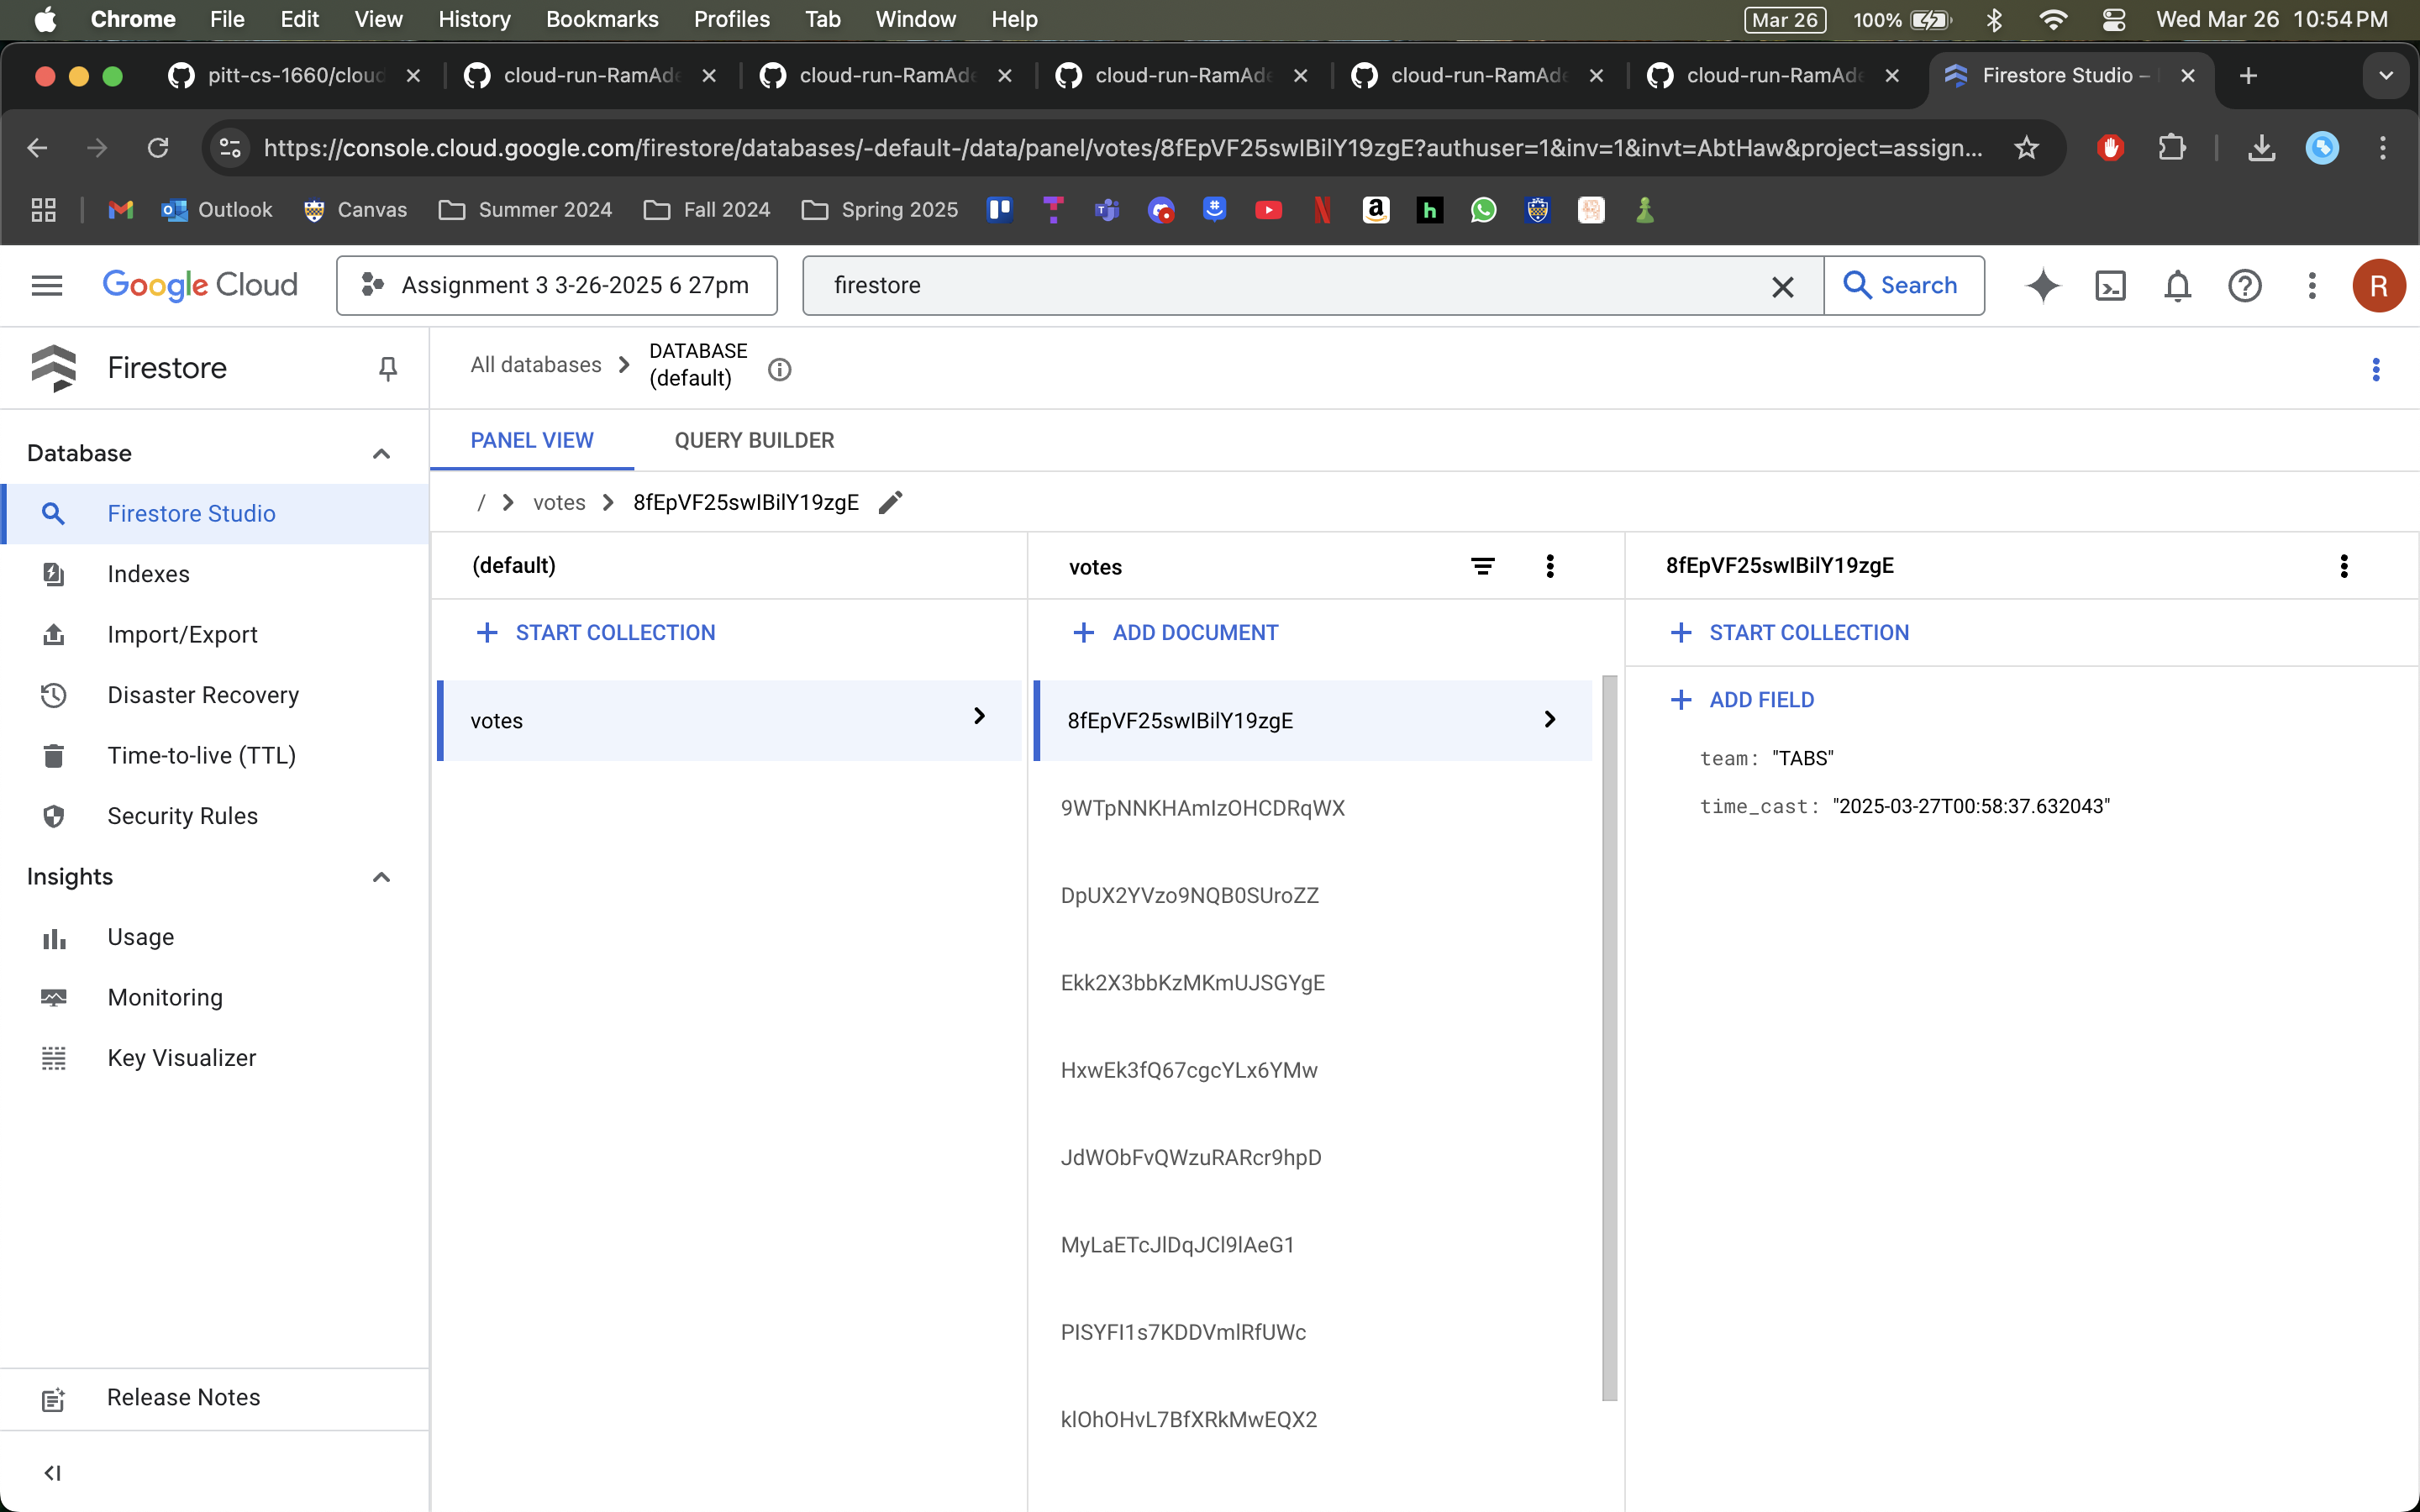 Chrome File Edit View History Bookmarks Profiles Tab Window Help Mar 26 100% Wed Mar 26 10:54 PM
pitt-cs-1660/cloud cloud-run-RamAde cloud-run-RamAde cloud-run-RamAde cloud-run-RamAde cloud-run-RamAde Firestore Studio –
https://console.cloud.google.com/firestore/databases/-default-/data/panel/votes/8fEpVF25swIBilY19zgE?authuser=1&inv=1&invt=AbtHaw&project=assign...
Outlook Canvas Summer 2024 Fall 2024 Spring 2025
Google Cloud Assignment 3 3-26-2025 6 27pm firestore Search R
Firestore
All databases
DATABASE
(default)
PANEL VIEW QUERY BUILDER
/ votes 8fEpVF25swIBilY19zgE
Database
Firestore Studio
Indexes
Import/Export
Disaster Recovery
Time-to-live (TTL)
Security Rules
Insights
Usage
Monitoring
Key Visualizer
Release Notes
(default)
START COLLECTION
votes
votes
ADD DOCUMENT
8fEpVF25swIBilY19zgE
9WTpNNKHAmIzOHCDRqWX
DpUX2YVzo9NQB0SUroZZ
Ekk2X3bbKzMKmUJSGYgE
HxwEk3fQ67cgcYLx6YMw
JdWObFvQWzuRARcr9hpD
MyLaETcJlDqJCl9lAeG1
PISYFI1s7KDDVmlRfUWc
klOhOHvL7BfXRkMwEQX2
8fEpVF25swIBilY19zgE
START COLLECTION
ADD FIELD
team: "TABS"
time_cast: "2025-03-27T00:58:37.632043"